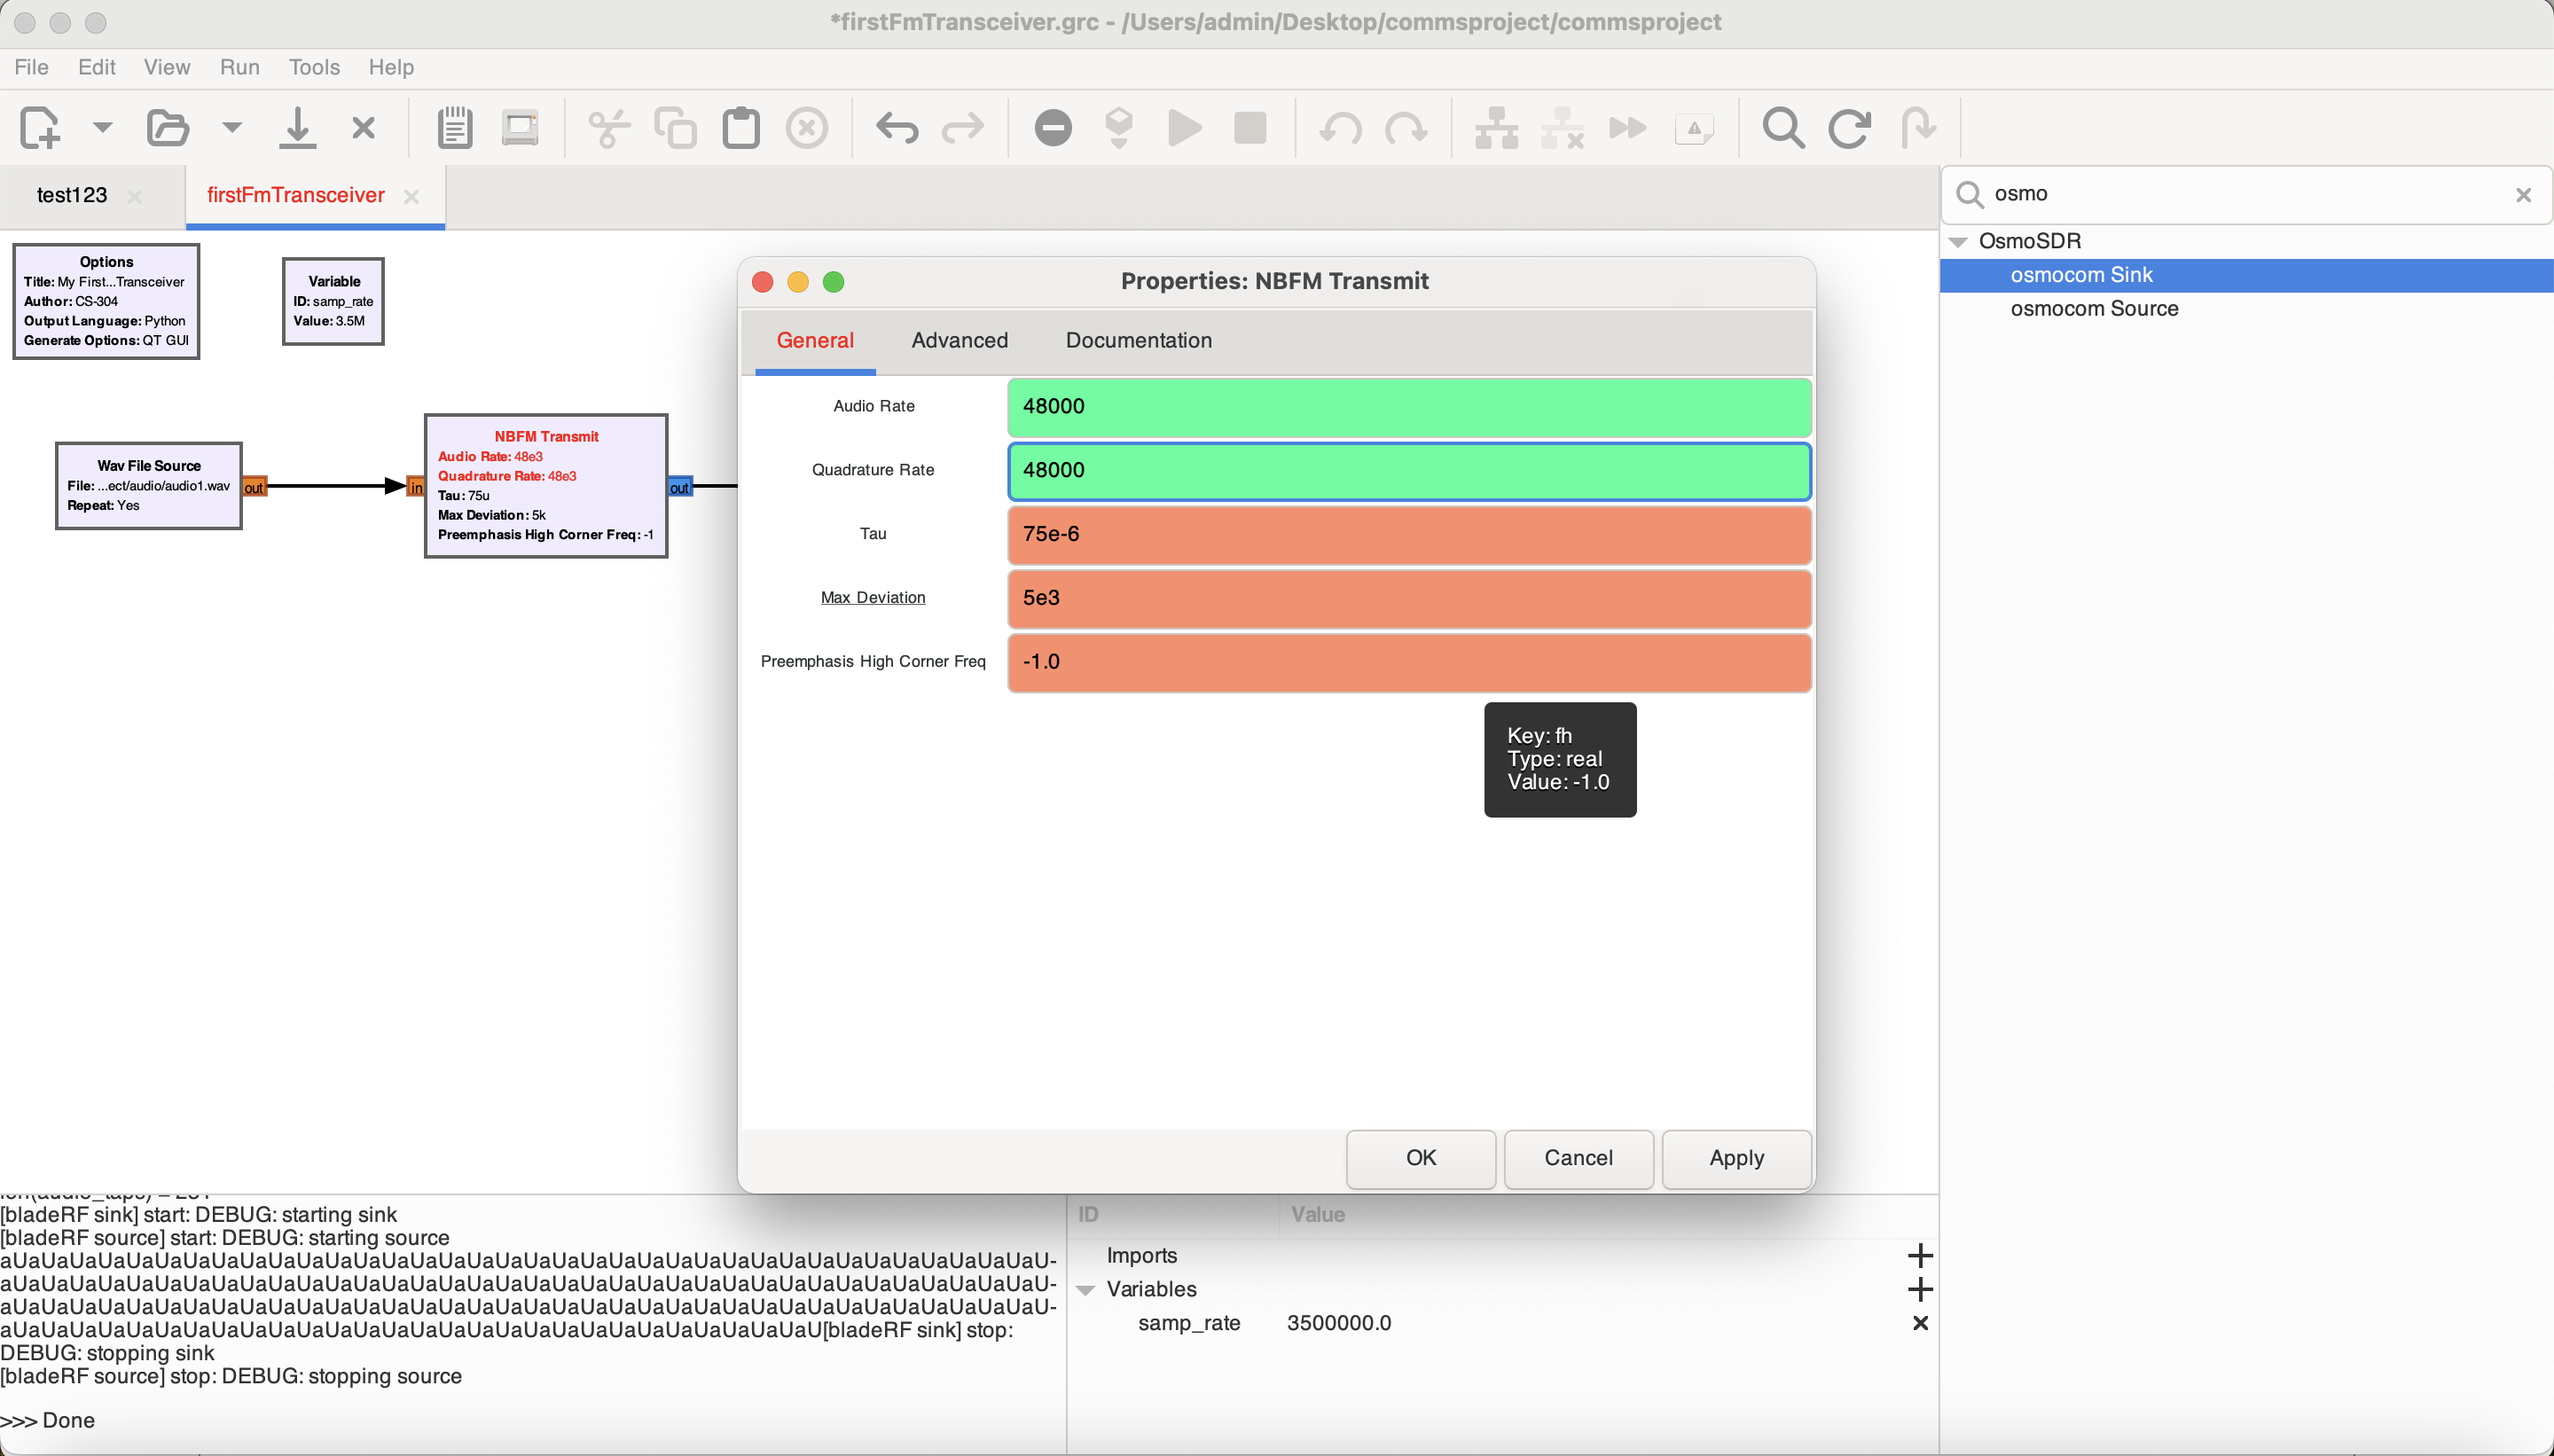 *firstFmTransceiver.grc - /Users/admin/Desktop/commsproject/commsproject
File Edit View Run Tools Help
test123
firstFmTransceiver
osmo
OsmoSDR
osmocom Sink
osmocom Source
Options
Title: My First...Transceiver
Author: CS-304
Output Language: Python
Generate Options: QT GUI
Variable
ID: samp_rate
Value: 3.5M
Wav File Source
File: ...ect/audio/audio1.wav
Repeat: Yes
out
in
NBFM Transmit
Audio Rate: 48e3
Quadrature Rate: 48e3
Tau: 75u
Max Deviation: 5k
Preemphasis High Corner Freq: -1
out
Properties: NBFM Transmit
General Advanced Documentation
Audio Rate 48000
Quadrature Rate 48000
Tau 75e-6
Max Deviation 5e3
Preemphasis High Corner Freq -1.0
Key: fh
Type: real
Value: -1.0
OK Cancel Apply
[bladeRF sink] start: DEBUG: starting sink
[bladeRF source] start: DEBUG: starting source
aUaUaUaUaUaUaUaUaUaUaUaUaUaUaUaUaUaUaUaUaUaUaUaUaUaUaUaUaUaUaUaUaUaUaUaUaU-
aUaUaUaUaUaUaUaUaUaUaUaUaUaUaUaUaUaUaUaUaUaUaUaUaUaUaUaUaUaUaUaUaUaUaUaUaU-
aUaUaUaUaUaUaUaUaUaUaUaUaUaUaUaUaUaUaUaUaUaUaUaUaUaUaUaUaUaUaUaUaUaUaUaUaU-
aUaUaUaUaUaUaUaUaUaUaUaUaUaUaUaUaUaUaUaUaUaUaUaUaUaUaUaUaU[bladeRF sink] stop:
DEBUG: stopping sink
[bladeRF source] stop: DEBUG: stopping source
>>> Done
ID Value
Imports
Variables
samp_rate 3500000.0